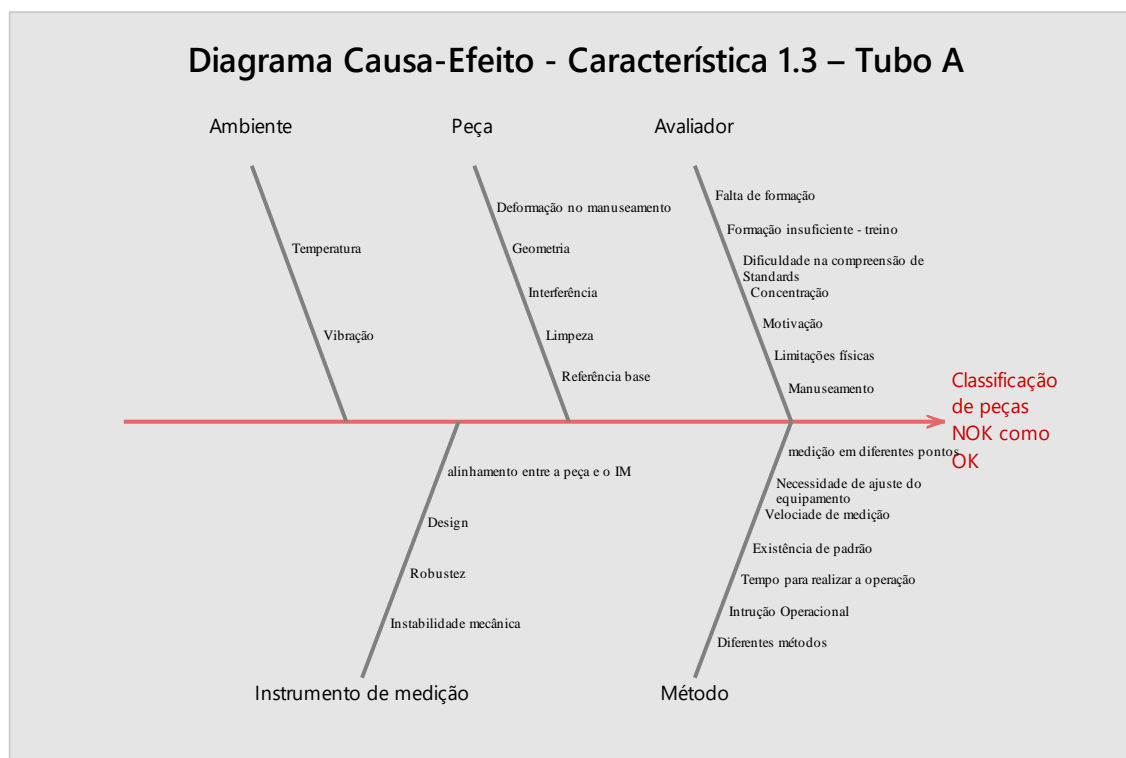 Diagrama Causa-Efeito - Característica 1.3 – Tubo A
Ambiente
Peça
Avaliador
Temperatura
Vibração
Deformação no manuseamento
Geometria
Interferência
Limpeza
Referência base
Falta de formação
Formação insuficiente - treino
Dificuldade na compreensão de
Standards
Concentração
Motivação
Limitações físicas
Manuseamento
Classificação
de peças
NOK como
OK
alinhamento entre a peça e o IM
Design
Robustez
Instabilidade mecânica
medição em diferentes pontos
Necessidade de ajuste do
equipamento
Velociade de medição
Existência de padrão
Tempo para realizar a operação
Intrução Operacional
Diferentes métodos
Instrumento de medição
Método